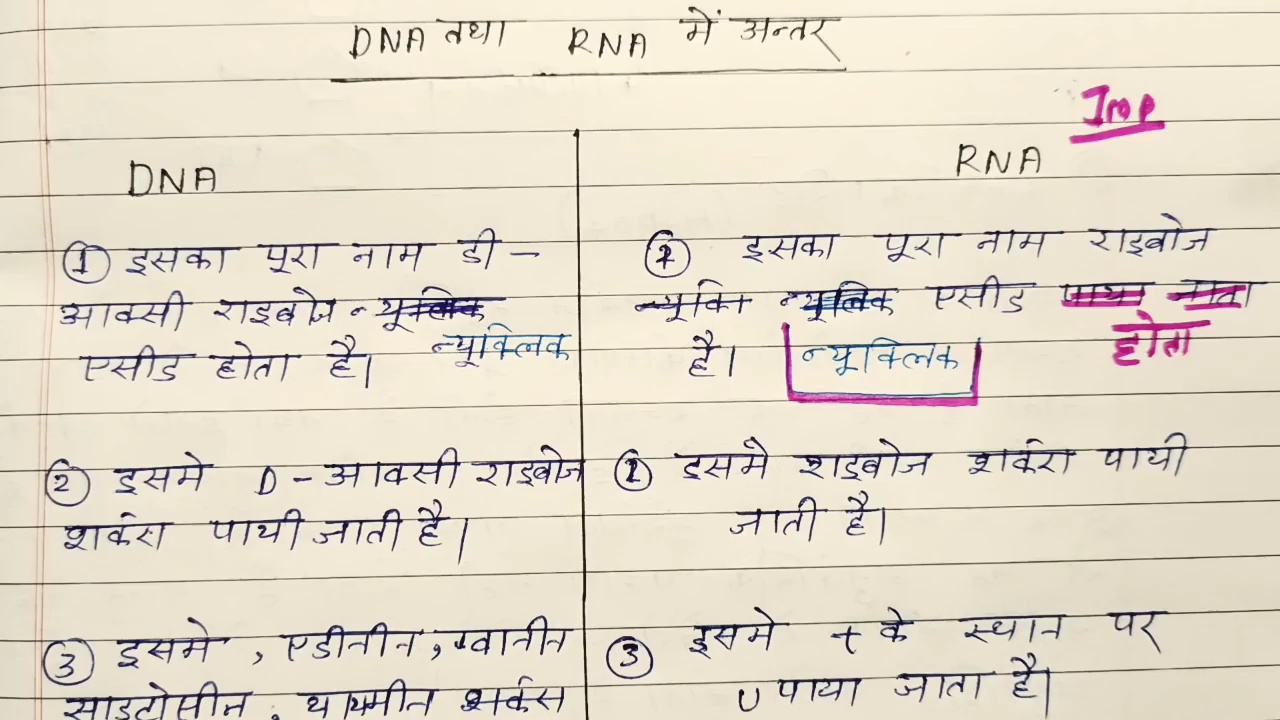 DNA तथा RNA में अन्तर
Imp
DNA
① इसका पूरा नाम डी-
आक्सी राइबोज न्यूक्लिक
न्यूक्लिक
एसीड होता है।
② इसमे D-आक्सी राइबोज
शर्करा पायी जाती है।
③ इसमे, एडीनीन, ग्वानीन
साइटोसीन, थायमीन शर्करा
RNA
① इसका पूरा नाम राइबोज
न्यूक्लि न्यूक्लिक एसीड पाया जाता
होता
है। न्यूक्लिक
② इसमे राइबोज शर्करा पायी
जाती है।
③ इसमे t के स्थान पर
U पाया जाता है।